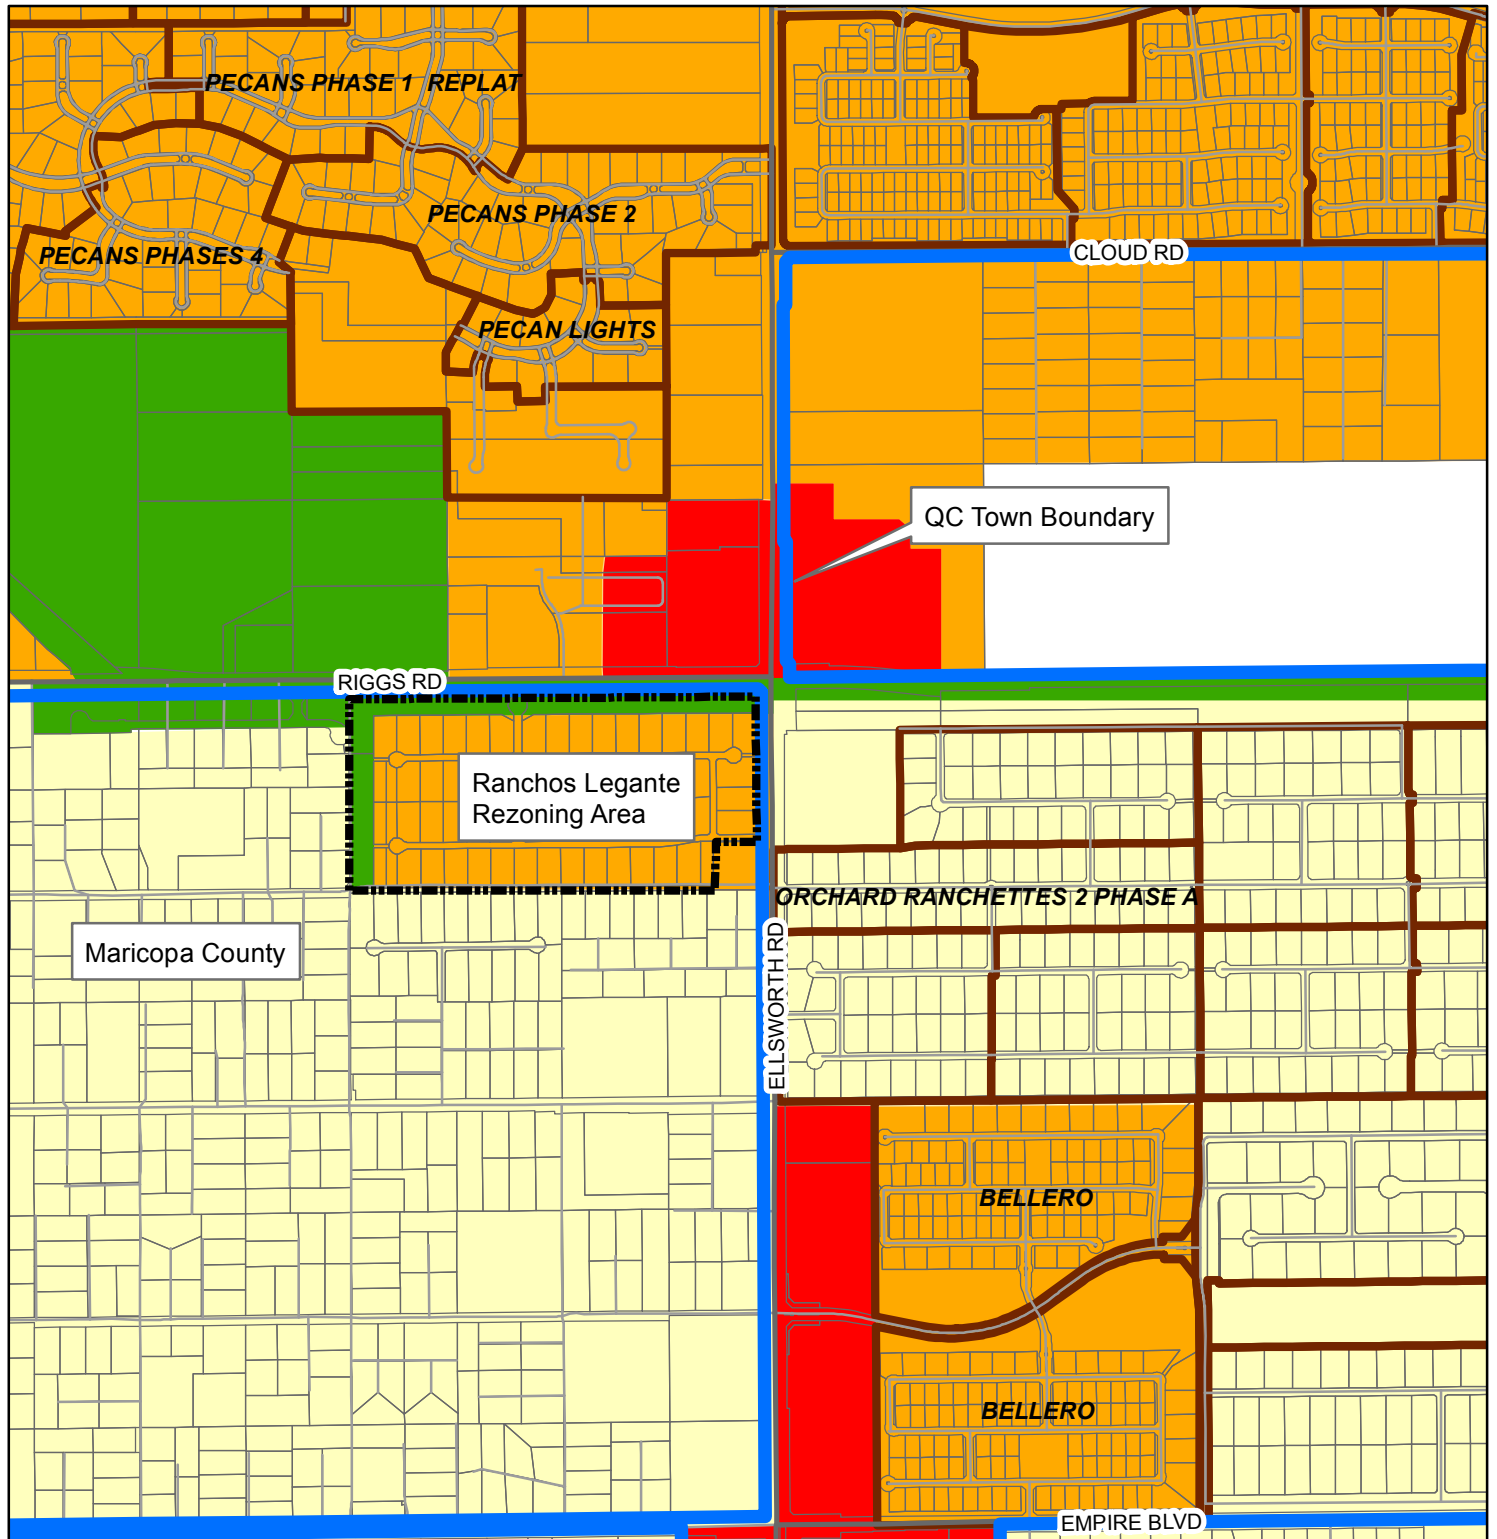 PECANS PHASE 1 REPLAT
PECANS PHASE 2
PECANS PHASES 4
CLOUD RD
PECAN LIGHTS
QC Town Boundary
RIGGS RD
Ranchos Legante
Rezoning Area
ORCHARD RANCHETTES 2 PHASE A
Maricopa County
ELLSWORTH RD
BELLERO
BELLERO
EMPIRE BLVD